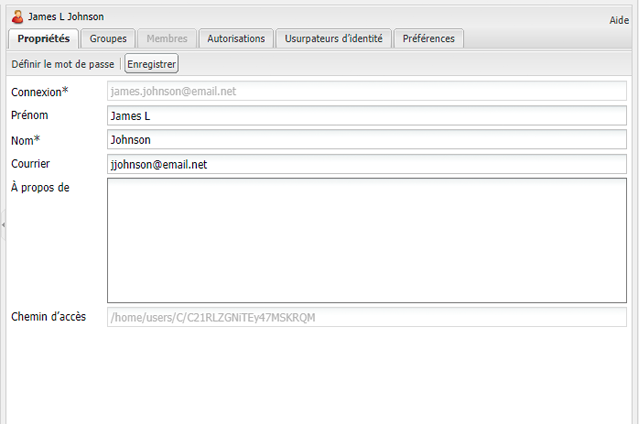 James L Johnson
Aide
Propriétés Groupes Membres Autorisations Usurpateurs d'identité Préférences
Définir le mot de passe Enregistrer
Connexion* james.johnson@email.net
Prénom James L
Nom* Johnson
Courrier jjohnson@email.net
À propos de
Chemin d'accès /home/users/C/C21RLZGNiTEy47MSKRQM